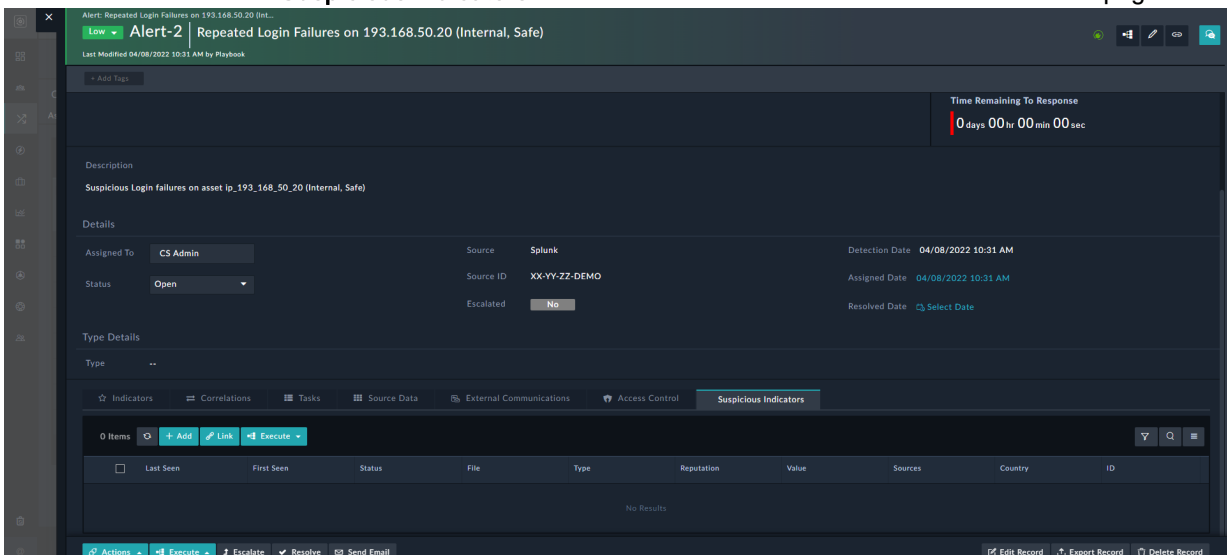 Alert: Repeated Login Failures on 193.168.50.20 (Int...
Low Alert-2 Repeated Login Failures on 193.168.50.20 (Internal, Safe)
Last Modified 04/08/2022 10:31 AM by Playbook
+ Add Tags
Time Remaining To Response
0 days 00 hr 00 min 00 sec
Description
Suspicious Login failures on asset ip_193_168_50_20 (Internal, Safe)
Details
Assigned To CS Admin Source Splunk Detection Date 04/08/2022 10:31 AM
Source ID XX-YY-ZZ-DEMO Assigned Date 04/08/2022 10:31 AM
Status Open
Escalated No Resolved Date Select Date
Type Details
Type --
Indicators Correlations Tasks Source Data External Communications Access Control Suspicious Indicators
0 Items + Add Link Execute
Last Seen First Seen Status File Type Reputation Value Sources Country ID
No Results
Actions Execute Escalate Resolve Send Email Edit Record Export Record Delete Record